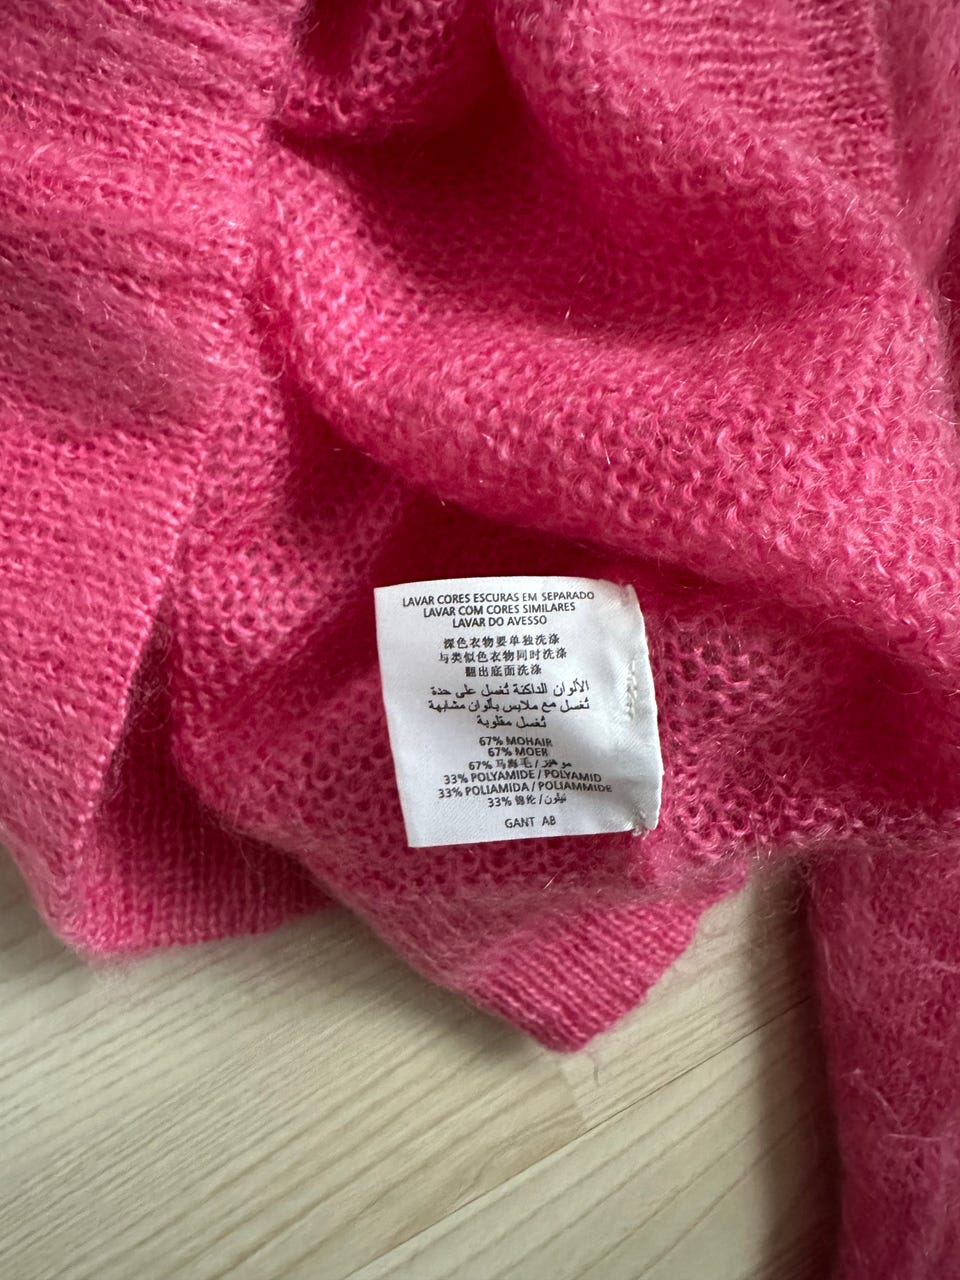 LAVAR CORES ESCURAS EM SEPARADO
LAVAR COM CORES SIMILARES
LAVAR DO AVESSO
深色衣物要单独洗涤
与类似色衣物同时洗涤
翻出底面洗涤
الألوان الداكنة تُغسل على حدة
تُغسل مع ملابس بألوان مشابهة
تُغسل مقلوبة
67% MOHAIR
67% MOER
67% 马海毛 / موهير
33% POLYAMIDE / POLYAMID
33% POLIAMIDA / POLIAMMIDE
33% 锦纶 / نيلون
GANT AB